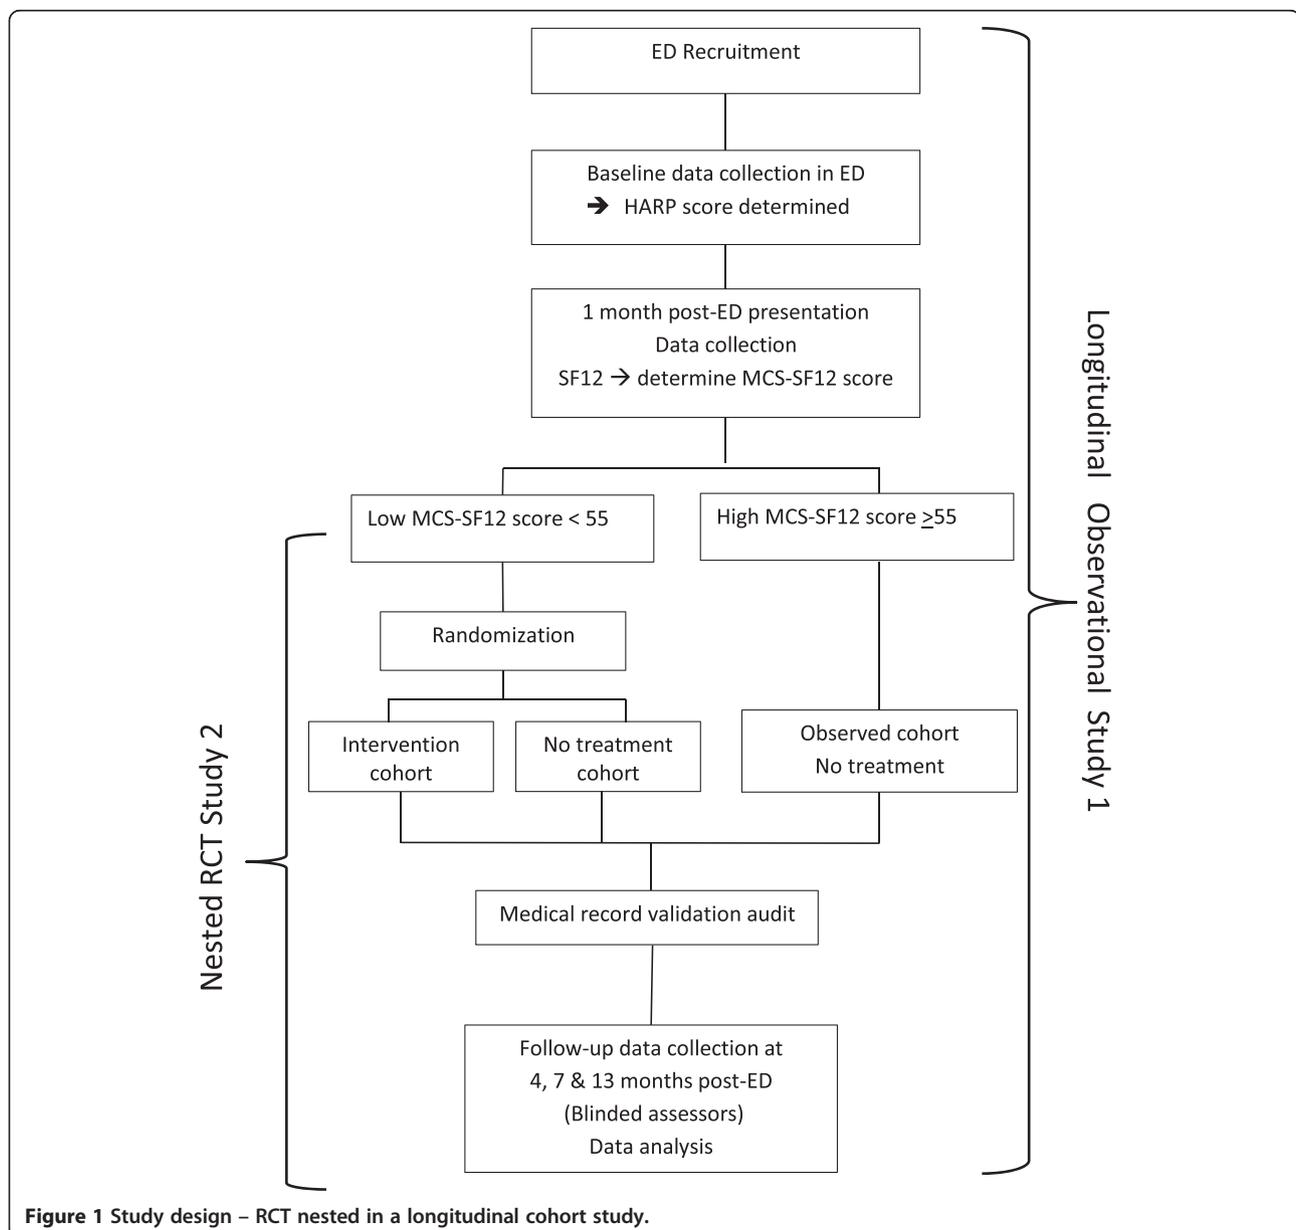 ED Recruitment
Baseline data collection in ED
➔ HARP score determined
1 month post-ED presentation
Data collection
SF12 → determine MCS-SF12 score
Low MCS-SF12 score < 55
High MCS-SF12 score ≥55
Randomization
Intervention
cohort
No treatment
cohort
Observed cohort
No treatment
Medical record validation audit
Follow-up data collection at
4, 7 & 13 months post-ED
(Blinded assessors)
Data analysis
Nested RCT Study 2
Longitudinal Observational Study 1
Figure 1 Study design – RCT nested in a longitudinal cohort study.